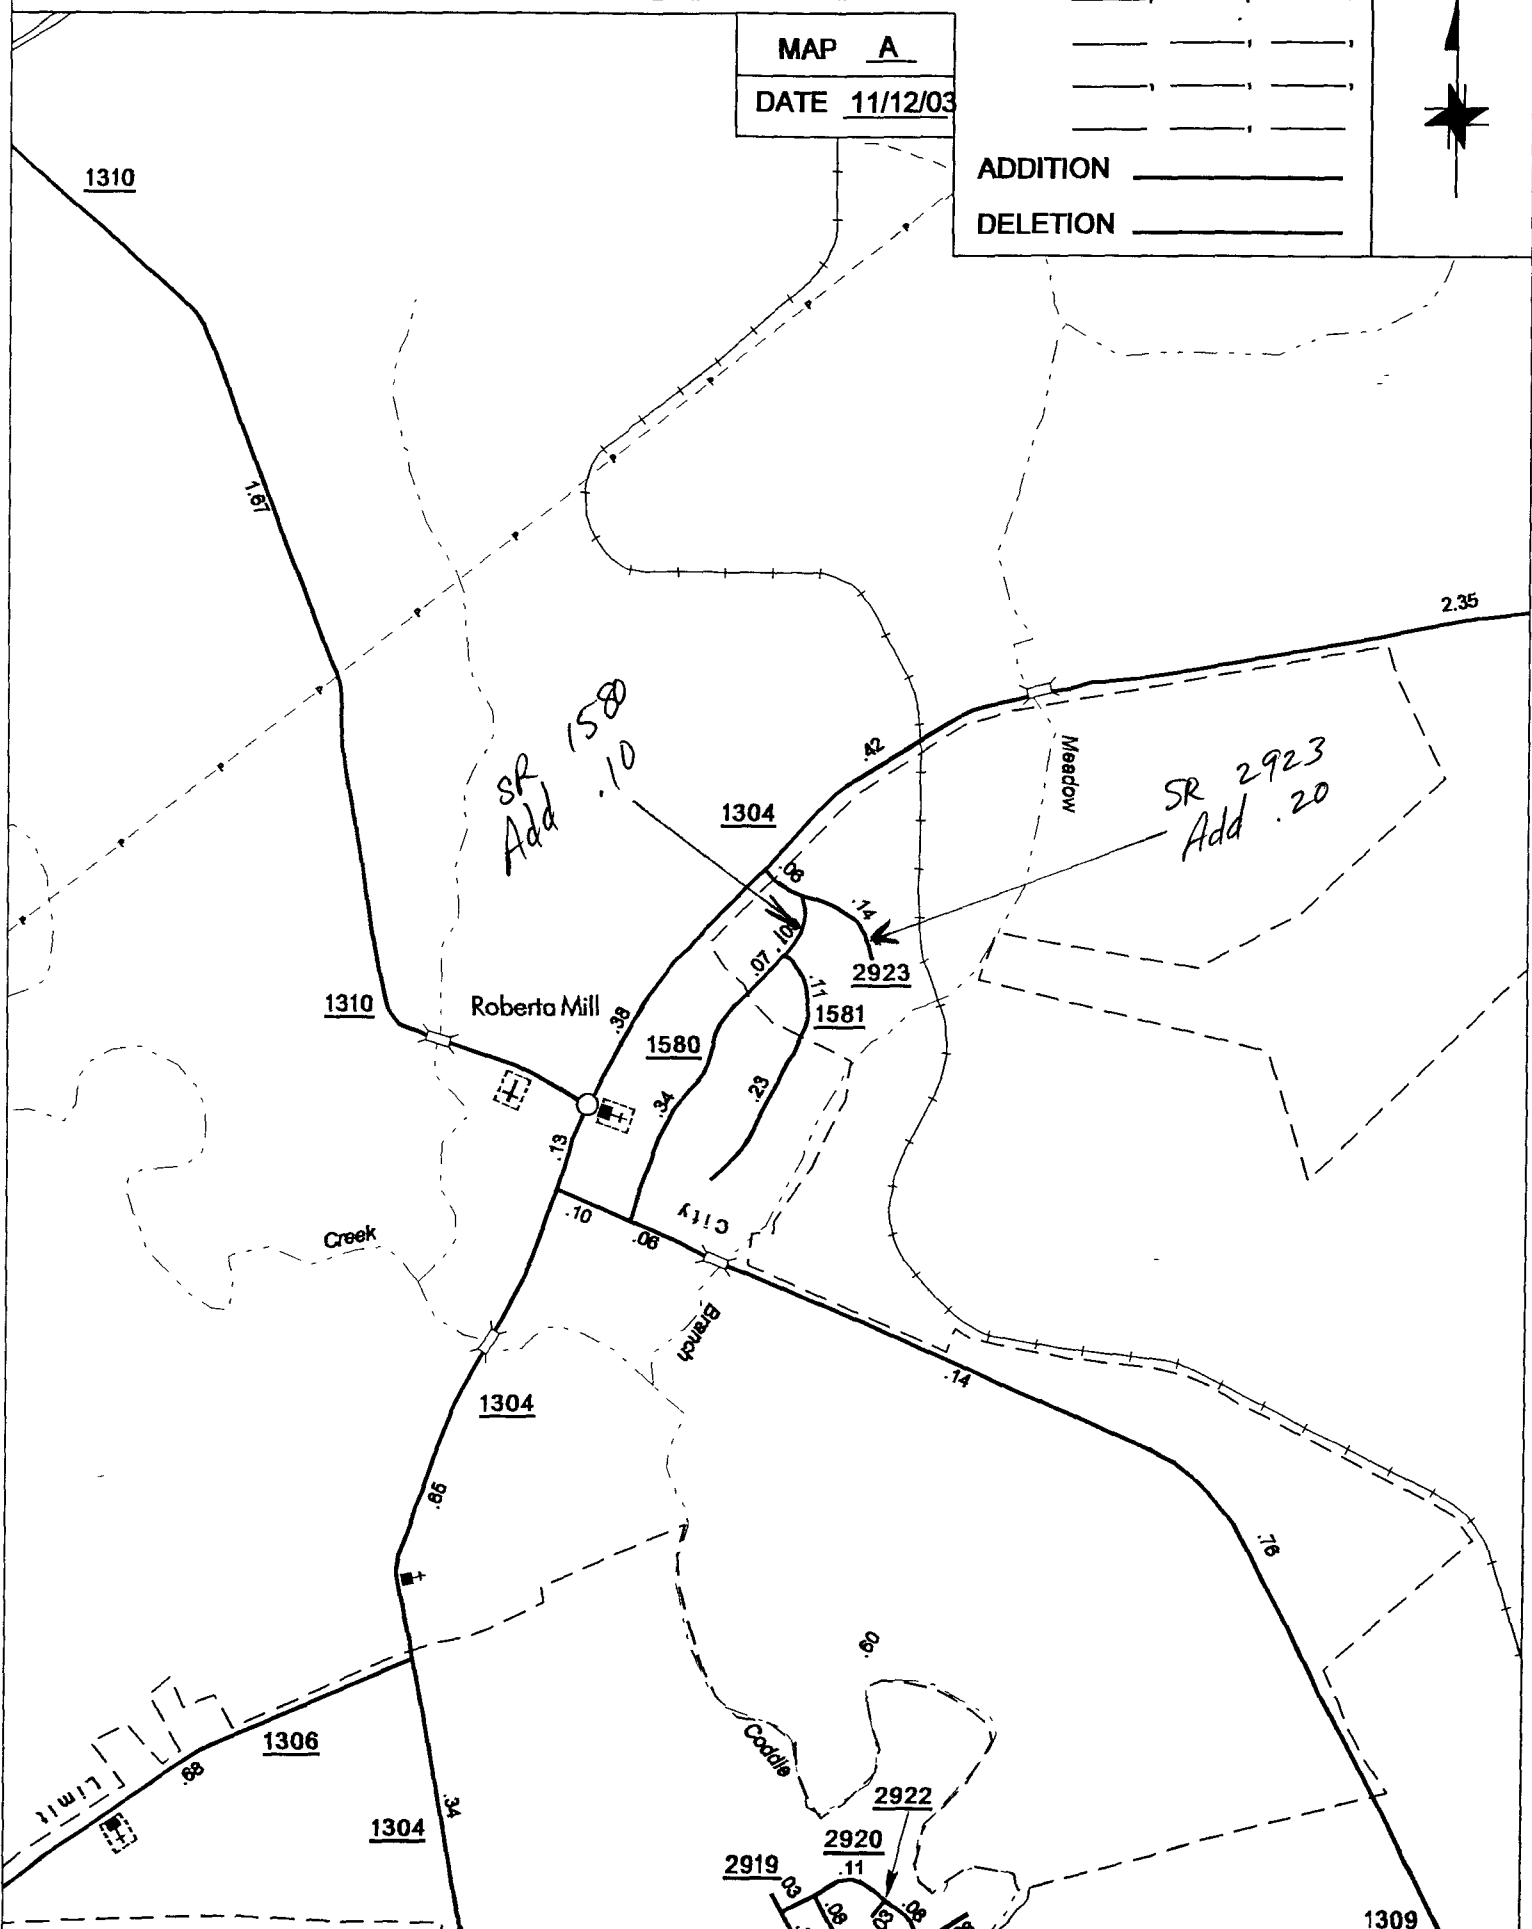 MAP A
DATE 11/12/03
ADDITION
DELETION
1310
1.67
2.35
SR 1580
Add .10
.42
Meadow
SR 2923
Add .20
1304
.06
.14
.10
.07
2923
.11
1581
1310
Roberta Mill
.38
1580
.34
.23
.13
.10
.06
City
Creek
Branch
1304
.14
.85
.76
.60
1306
.68
Limit
Coddle
.34
1304
2922
2920
2919
.11
.03
.08
.03
.08
1309